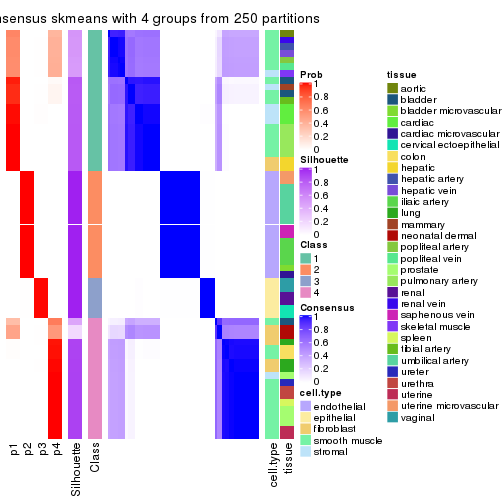 nsensus skmeans with 4 groups from 250 partitions
p1
p2
p3
p4
Silhouette
Class
cell.type
tissue
Prob
0.8
0.6
0.4
0.2
0
Silhouette
1
0.8
0.6
0.4
0.2
0
Class
1
2
3
4
Consensus
1
0.8
0.6
0.4
0.2
0
cell.type
endothelial
epithelial
fibroblast
smooth muscle
stromal
tissue
aortic
bladder
bladder microvascular
cardiac
cardiac microvascular
cervical ectoepithelial
colon
hepatic
hepatic artery
hepatic vein
iliaic artery
lung
mammary
neonatal dermal
popliteal artery
popliteal vein
prostate
pulmonary artery
renal
renal vein
saphenous vein
skeletal muscle
spleen
tibial artery
umbilical artery
ureter
urethra
uterine
uterine microvascular
vaginal